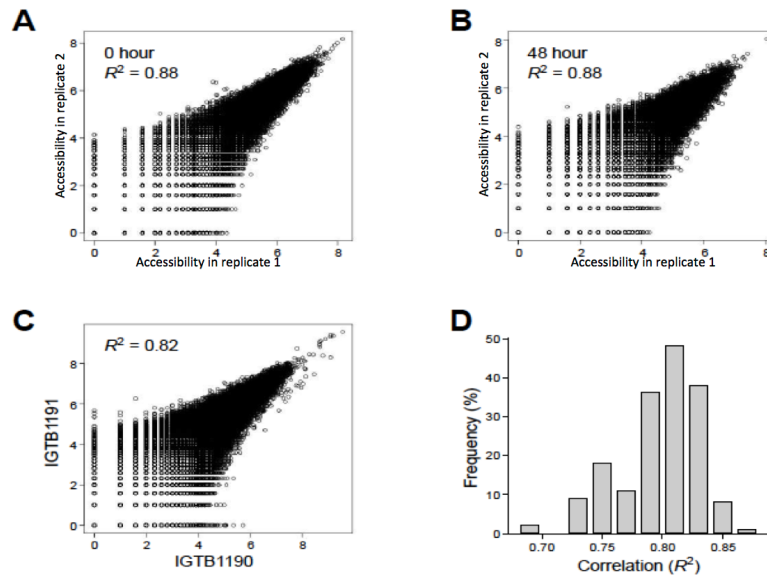 A
0 hour
R² = 0.88
Accessibility in replicate 2
8
6
4
2
0
0 2 4 6 8
Accessibility in replicate 1
B
48 hour
R² = 0.88
Accessibility in replicate 2
8
6
4
2
0
0 2 4 6 8
Accessibility in replicate 1
C
R² = 0.82
IGTB1191
8
6
4
2
0
0 2 4 6 8
IGTB1190
D
Frequency (%)
50
40
30
20
10
0
0.70 0.75 0.80 0.85
Correlation (R²)